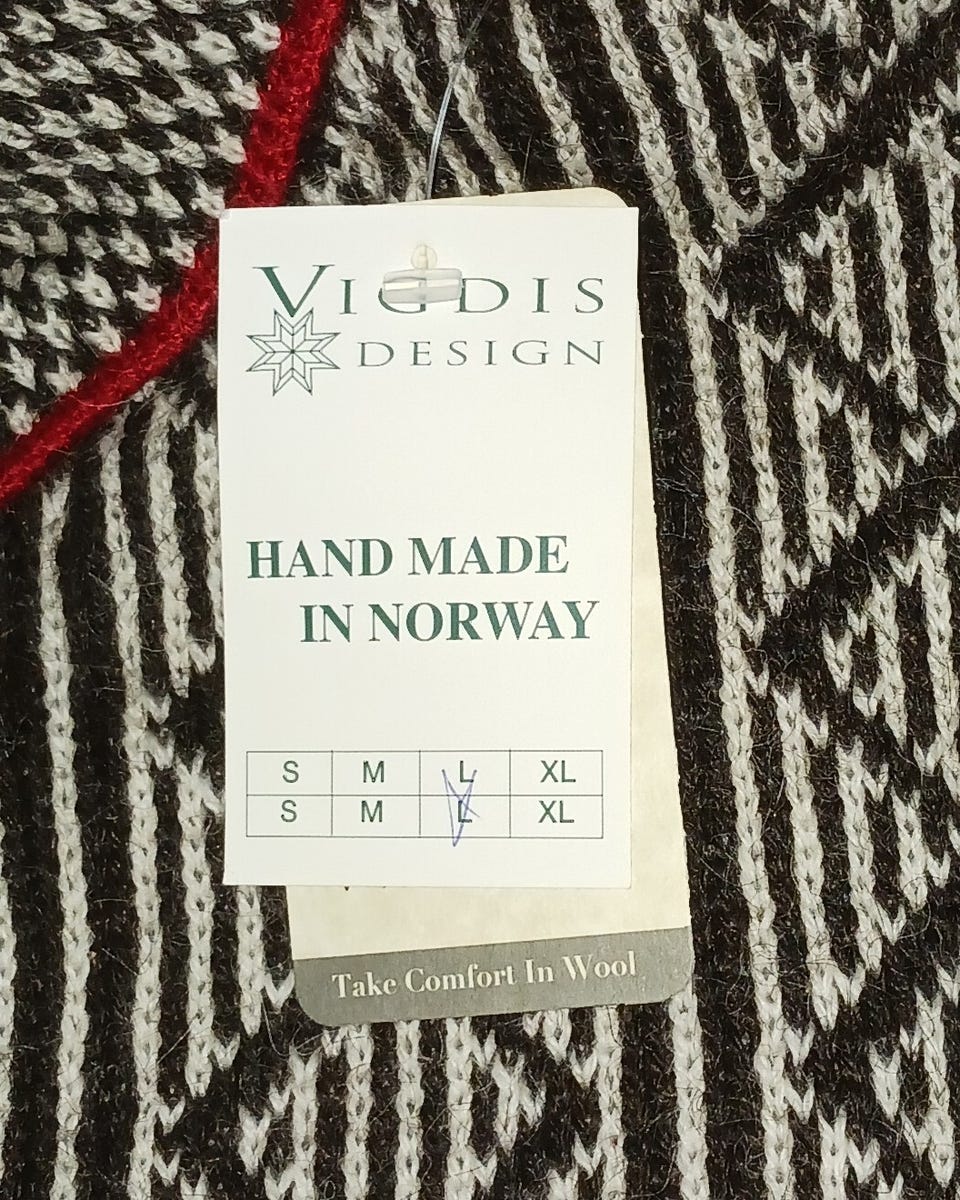 VIGDIS
DESIGN
HAND MADE
IN NORWAY
S M L XL
S M L XL
Take Comfort In Wool